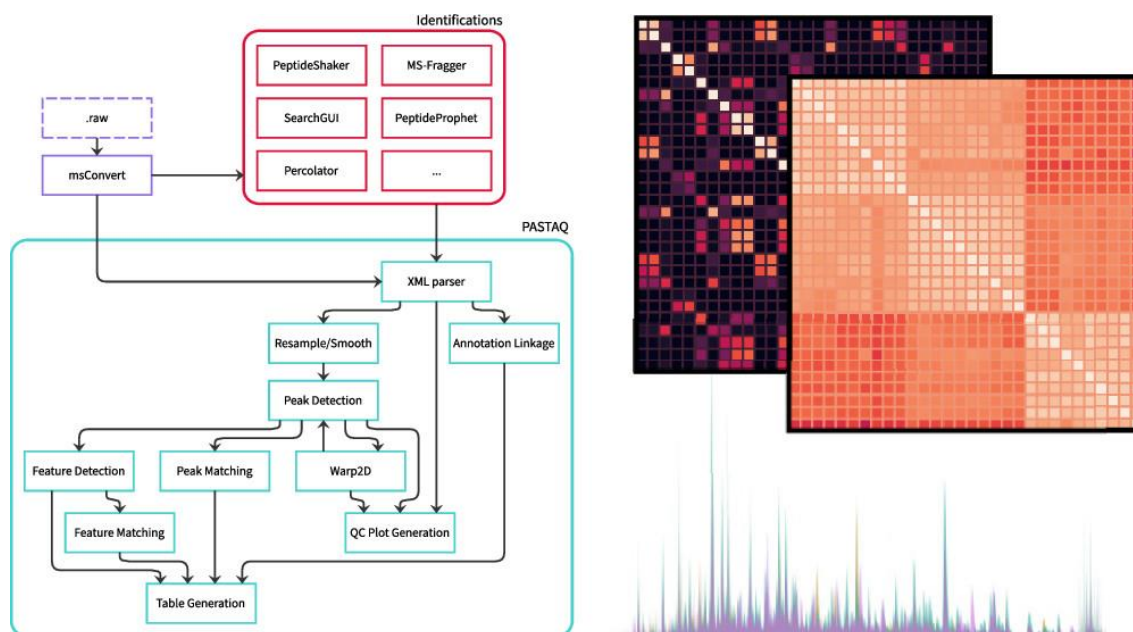 Identifications
PeptideShaker
MS-Fragger
SearchGUI
PeptideProphet
Percolator
...
.raw
msConvert
PASTAQ
XML parser
Resample/Smooth
Annotation Linkage
Peak Detection
Feature Detection
Peak Matching
Warp2D
Feature Matching
QC Plot Generation
Table Generation